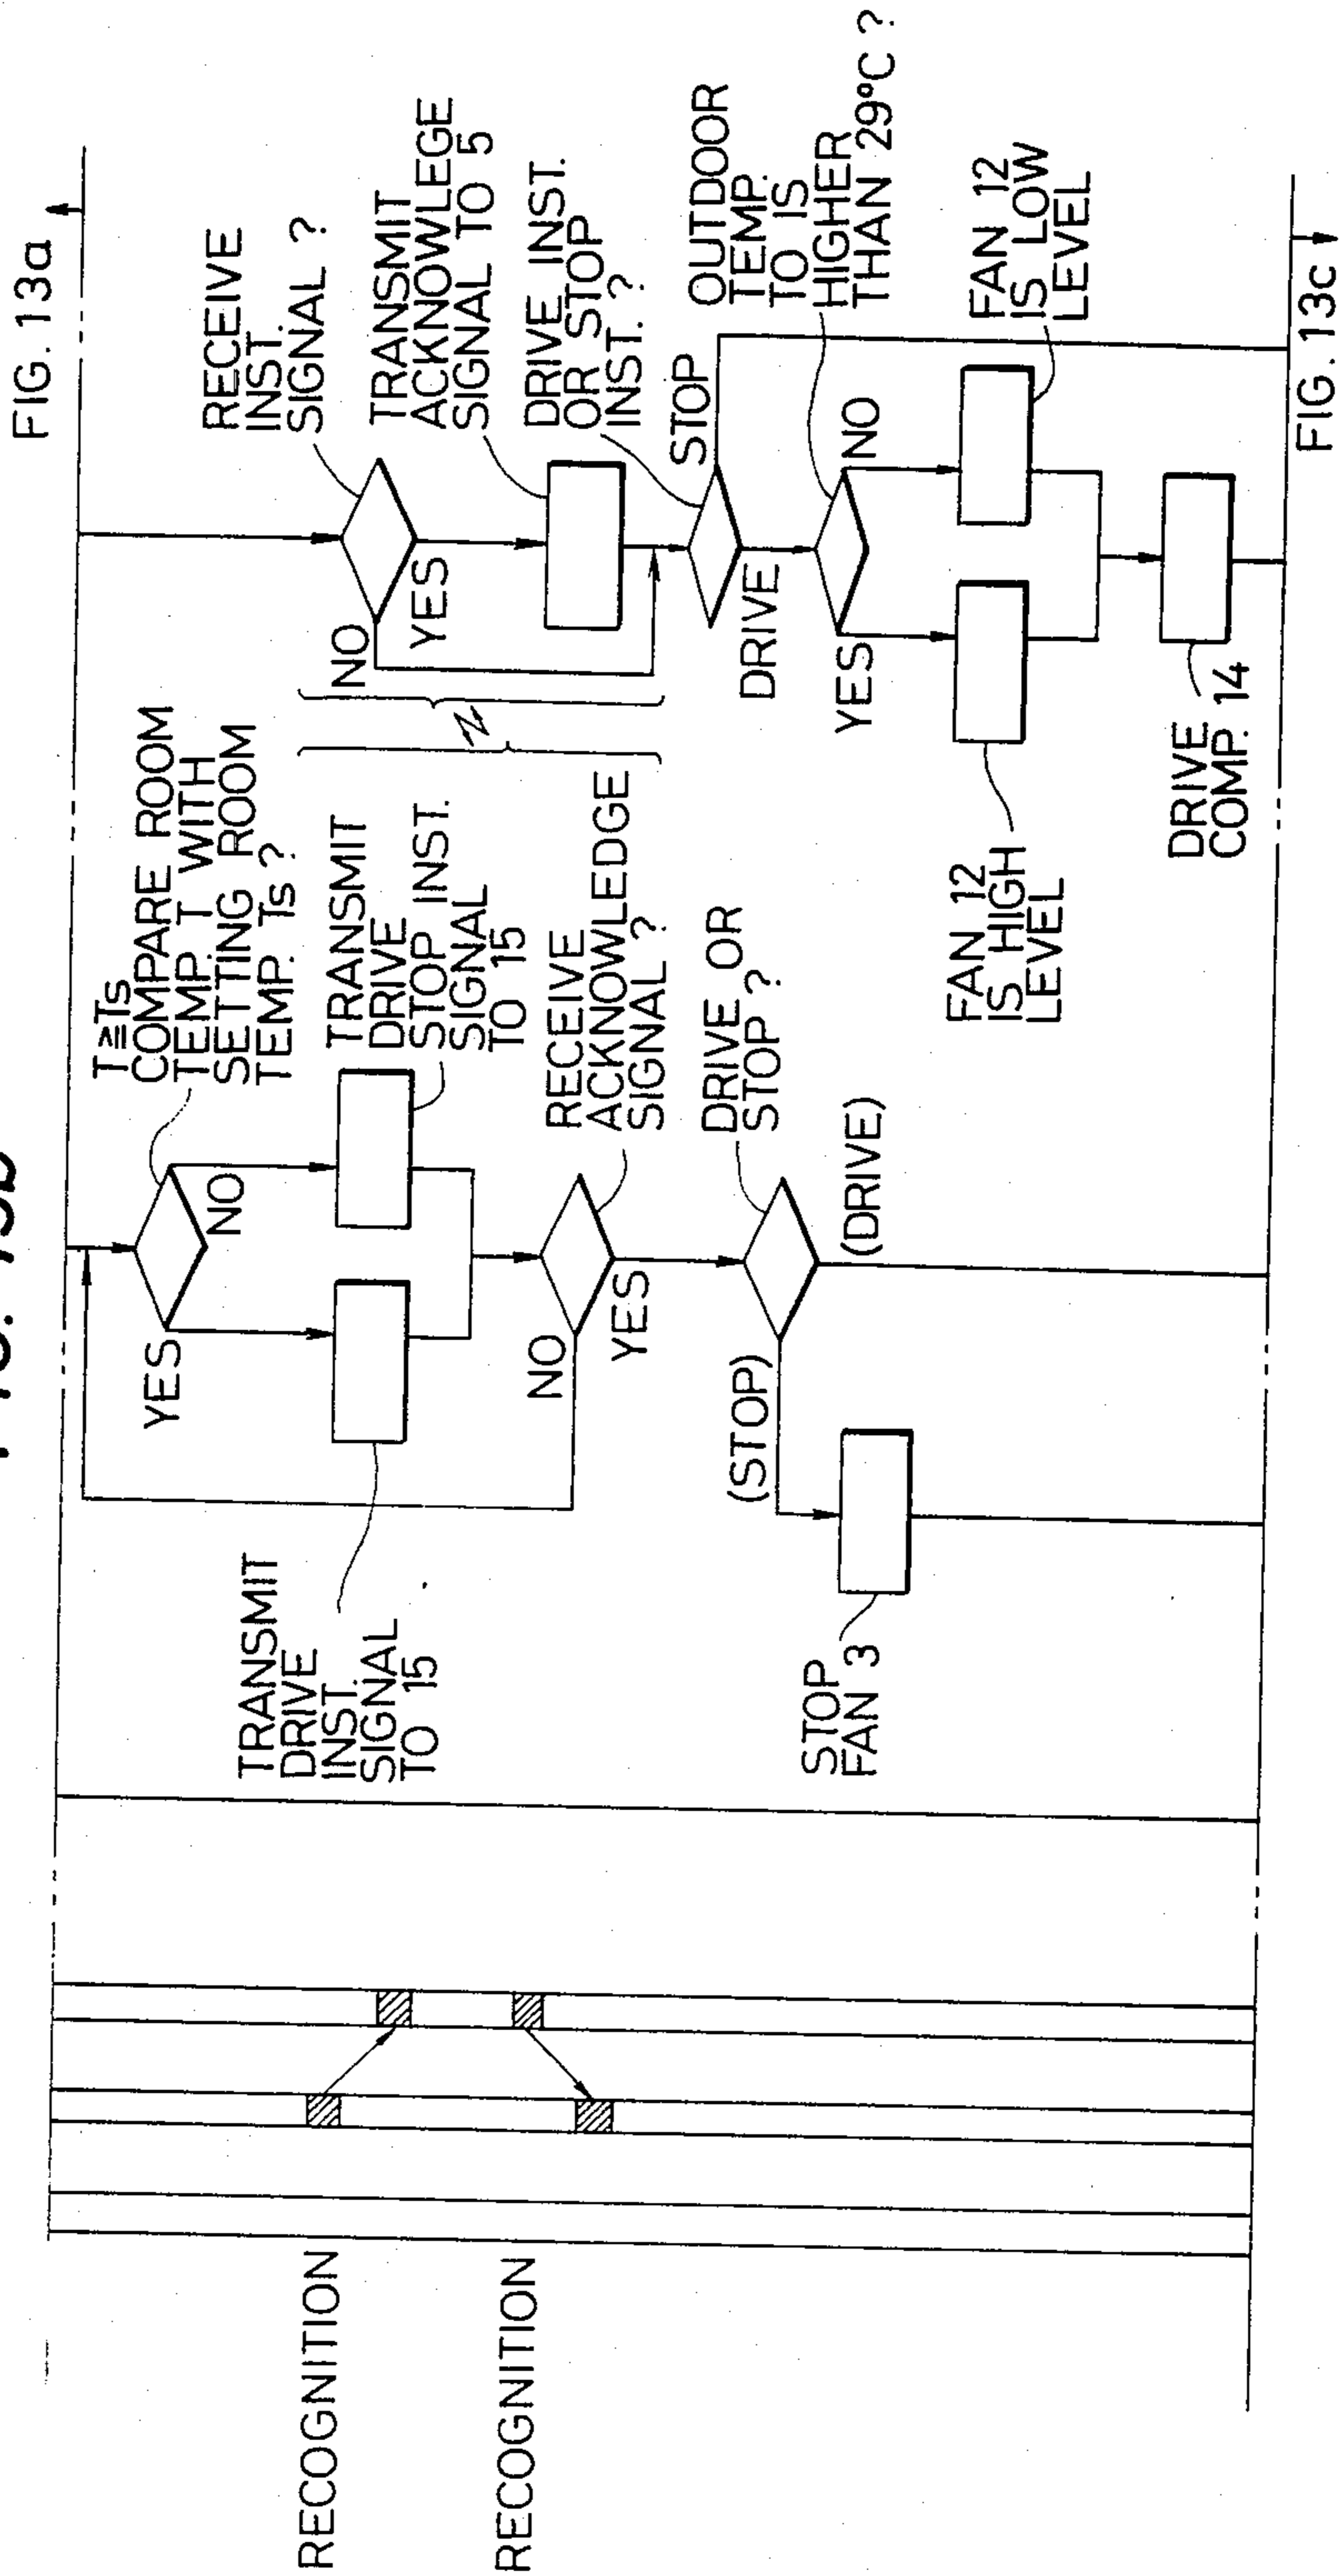 FIG. 13b
FIG. 13a
RECOGNITION
RECOGNITION
T≧Ts
COMPARE ROOM
TEMP. T WITH
SETTING ROOM
TEMP. Ts ?
YES
NO
TRANSMIT
DRIVE
INST.
SIGNAL
TO 15
TRANSMIT
DRIVE
STOP INST.
SIGNAL
TO 15
RECEIVE
ACKNOWLEDGE
SIGNAL ?
NO
YES
DRIVE OR
STOP ?
(STOP)
(DRIVE)
STOP
FAN 3
RECEIVE
INST.
SIGNAL ?
NO
YES
TRANSMIT
ACKNOWLEGE
SIGNAL TO 5
DRIVE INST.
OR STOP
INST. ?
STOP
DRIVE
OUTDOOR
TEMP.
TO IS
HIGHER
THAN 29°C ?
YES
NO
FAN 12
IS HIGH
LEVEL
FAN 12
IS LOW
LEVEL
DRIVE
COMP. 14
FIG. 13c